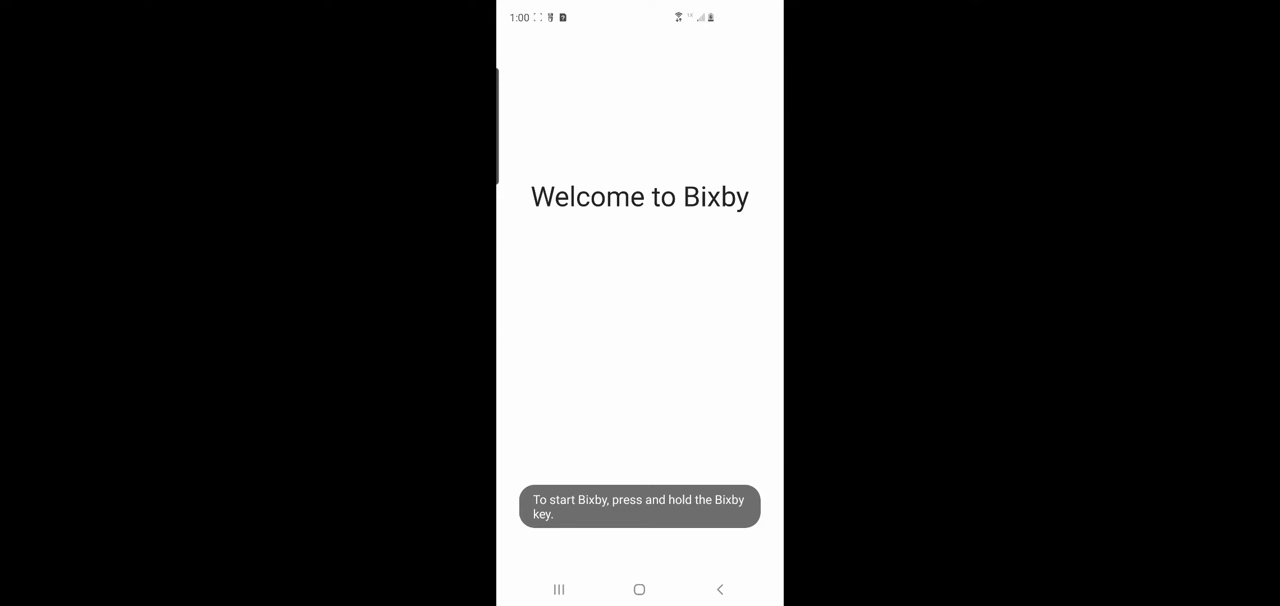 1:00
Welcome to Bixby
To start Bixby, press and hold the Bixby
key.